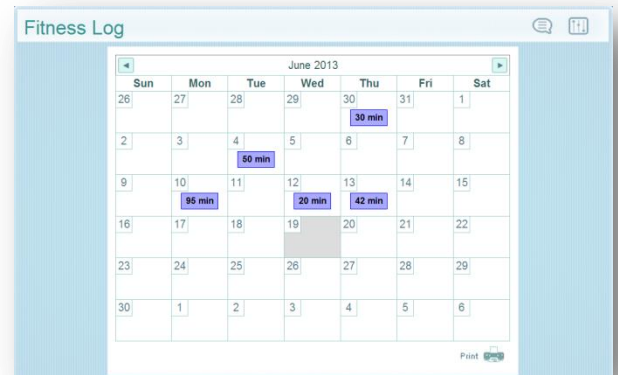 Fitness Log
June 2013
Sun Mon Tue Wed Thu Fri Sat
26 27 28 29 30 31 1
30 min
2 3 4 5 6 7 8
50 min
9 10 11 12 13 14 15
95 min 20 min 42 min
16 17 18 19 20 21 22
23 24 25 26 27 28 29
30 1 2 3 4 5 6
Print